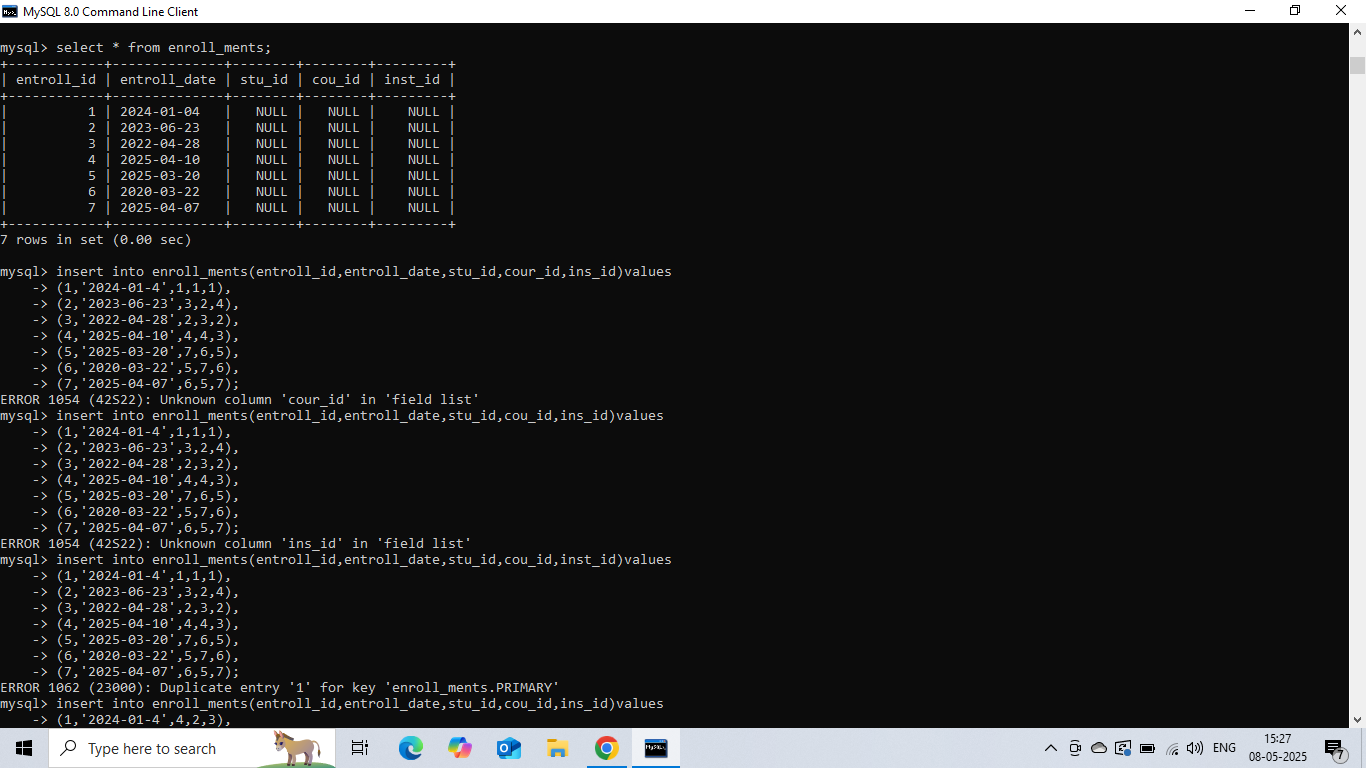 MySQL 8.0 Command Line Client
mysql> select * from enroll_ments;
+------------+--------------+--------+--------+---------+
| entroll_id | entroll_date | stu_id | cou_id | inst_id |
+------------+--------------+--------+--------+---------+
|          1 | 2024-01-04   |   NULL |   NULL |    NULL |
|          2 | 2023-06-23   |   NULL |   NULL |    NULL |
|          3 | 2022-04-28   |   NULL |   NULL |    NULL |
|          4 | 2025-04-10   |   NULL |   NULL |    NULL |
|          5 | 2025-03-20   |   NULL |   NULL |    NULL |
|          6 | 2020-03-22   |   NULL |   NULL |    NULL |
|          7 | 2025-04-07   |   NULL |   NULL |    NULL |
+------------+--------------+--------+--------+---------+
7 rows in set (0.00 sec)
mysql> insert into enroll_ments(entroll_id,entroll_date,stu_id,cour_id,ins_id)values
    -> (1,'2024-01-4',1,1,1),
    -> (2,'2023-06-23',3,2,4),
    -> (3,'2022-04-28',2,3,2),
    -> (4,'2025-04-10',4,4,3),
    -> (5,'2025-03-20',7,6,5),
    -> (6,'2020-03-22',5,7,6),
    -> (7,'2025-04-07',6,5,7);
ERROR 1054 (42S22): Unknown column 'cour_id' in 'field list'
mysql> insert into enroll_ments(entroll_id,entroll_date,stu_id,cou_id,ins_id)values
    -> (1,'2024-01-4',1,1,1),
    -> (2,'2023-06-23',3,2,4),
    -> (3,'2022-04-28',2,3,2),
    -> (4,'2025-04-10',4,4,3),
    -> (5,'2025-03-20',7,6,5),
    -> (6,'2020-03-22',5,7,6),
    -> (7,'2025-04-07',6,5,7);
ERROR 1054 (42S22): Unknown column 'ins_id' in 'field list'
mysql> insert into enroll_ments(entroll_id,entroll_date,stu_id,cou_id,inst_id)values
    -> (1,'2024-01-4',1,1,1),
    -> (2,'2023-06-23',3,2,4),
    -> (3,'2022-04-28',2,3,2),
    -> (4,'2025-04-10',4,4,3),
    -> (5,'2025-03-20',7,6,5),
    -> (6,'2020-03-22',5,7,6),
    -> (7,'2025-04-07',6,5,7);
ERROR 1062 (23000): Duplicate entry '1' for key 'enroll_ments.PRIMARY'
mysql> insert into enroll_ments(entroll_id,entroll_date,stu_id,cou_id,ins_id)values
    -> (1,'2024-01-4',4,2,3),
Type here to search
MySQL
ENG
15:27
08-05-2025
7